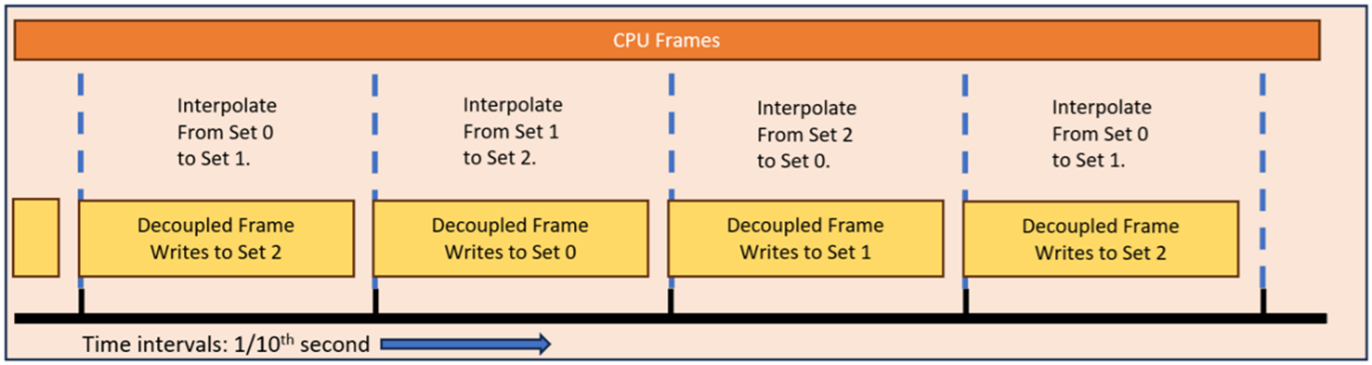 CPU Frames
Interpolate
From Set 0
to Set 1.
Interpolate
From Set 1
to Set 2.
Interpolate
From Set 2
to Set 0.
Interpolate
From Set 0
to Set 1.
Decoupled Frame
Writes to Set 2
Decoupled Frame
Writes to Set 0
Decoupled Frame
Writes to Set 1
Decoupled Frame
Writes to Set 2
Time intervals: 1/10th second